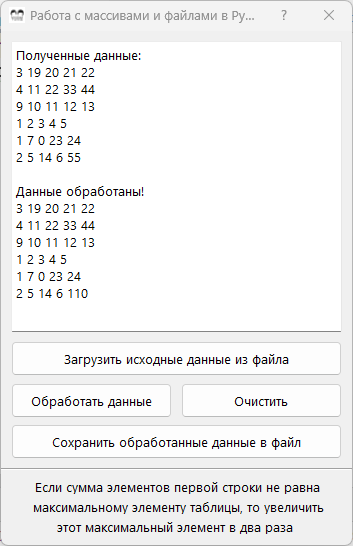 Работа с массивами и файлами в Ру...
Полученные данные:
3 19 20 21 22
4 11 22 33 44
9 10 11 12 13
1 2 3 4 5
1 7 0 23 24
2 5 14 6 55
Данные обработаны!
3 19 20 21 22
4 11 22 33 44
9 10 11 12 13
1 2 3 4 5
1 7 0 23 24
2 5 14 6 110
Загрузить исходные данные из файла
Обработать данные
Очистить
Сохранить обработанные данные в файл
Если сумма элементов первой строки не равна
максимальному элементу таблицы, то увеличить
этот максимальный элемент в два раза